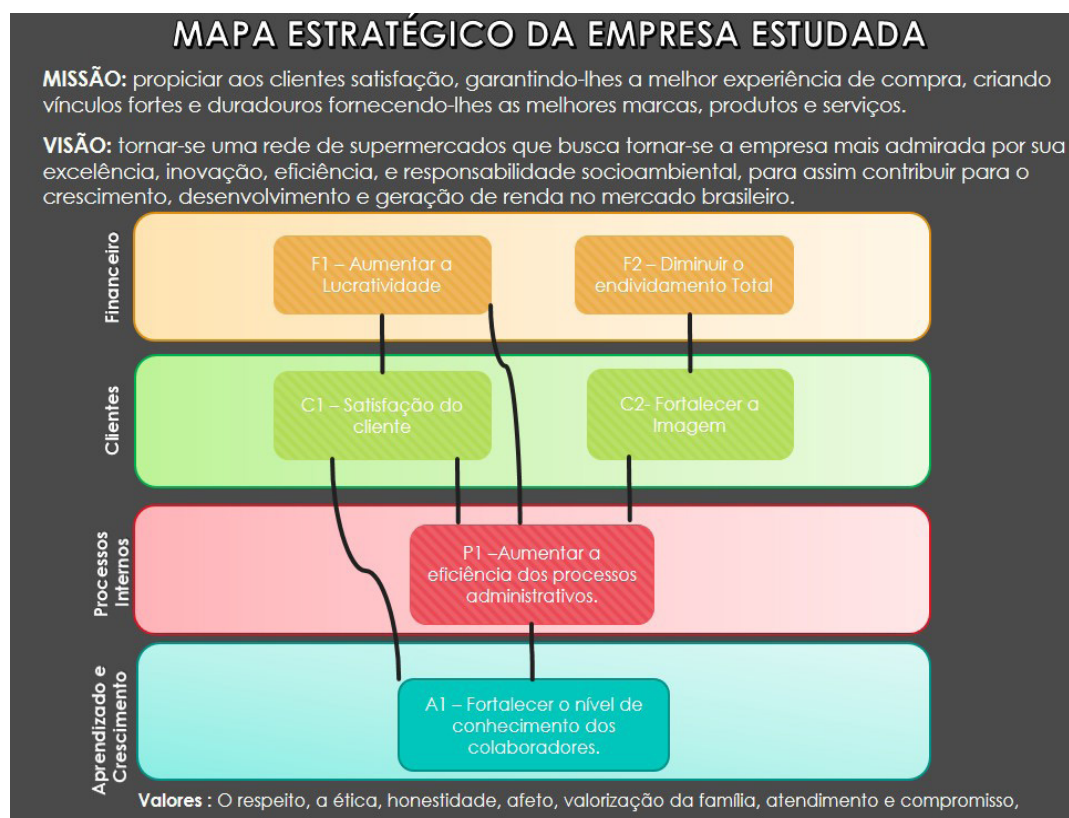 MAPA ESTRATÉGICO DA EMPRESA ESTUDADA
MISSÃO: propiciar aos clientes satisfação, garantindo-lhes a melhor experiência de compra, criando
vínculos fortes e duradouros fornecendo-lhes as melhores marcas, produtos e serviços.
VISÃO: tornar-se uma rede de supermercados que busca tornar-se a empresa mais admirada por sua
excelência, inovação, eficiência, e responsabilidade socioambiental, para assim contribuir para o
crescimento, desenvolvimento e geração de renda no mercado brasileiro.
Financeiro
F1 – Aumentar a
Lucratividade
F2 – Diminuir o
endividamento Total
Clientes
C1 – Satisfação do
cliente
C2- Fortalecer a
Imagem
Processos
Internos
P1 –Aumentar a
eficiência dos processos
administrativos.
Aprendizado e
Crescimento
A1 – Fortalecer o nível de
conhecimento dos
colaboradores.
Valores : O respeito, a ética, honestidade, afeto, valorização da família, atendimento e compromisso,